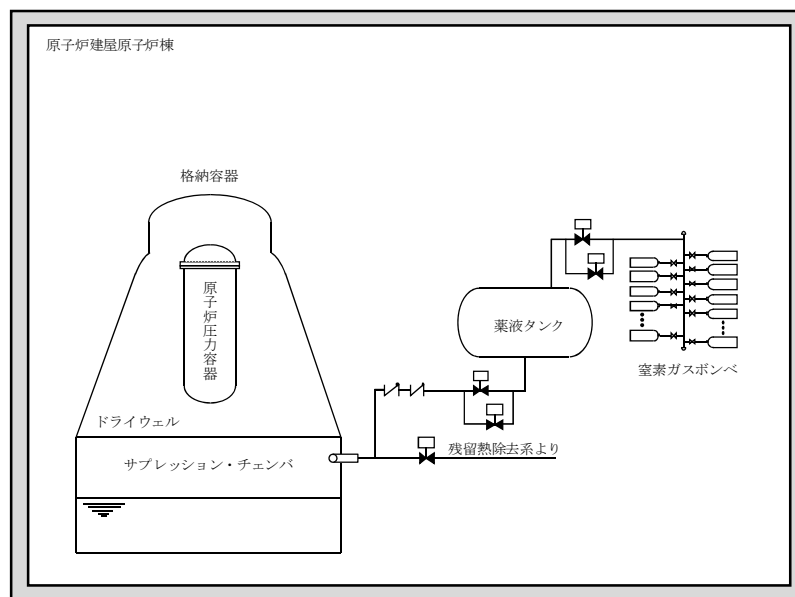 原子炉建屋原子炉棟
格納容器
原子炉圧力容器
薬液タンク
窒素ガスボンベ
ドライウェル
残留熱除去系より
サプレッション・チェンバ